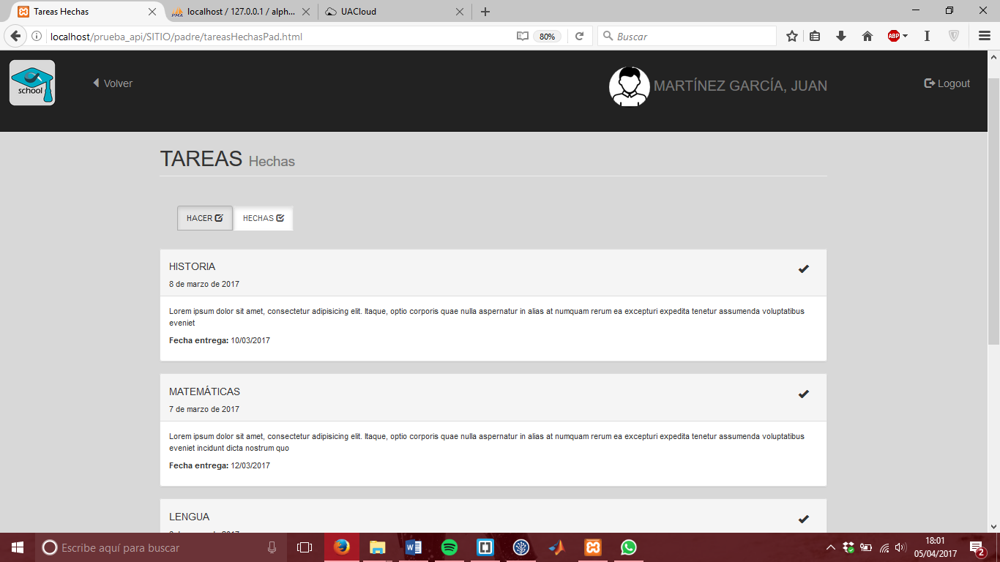 Tareas Hechas
PMA localhost / 127.0.0.1 / alph...
UACloud
localhost/prueba_api/SITIO/padre/tareasHechasPad.html
80%
Buscar
ABP
school
Volver
MARTÍNEZ GARCÍA, JUAN
Logout
TAREAS Hechas
HACER
HECHAS
HISTORIA
8 de marzo de 2017
Lorem ipsum dolor sit amet, consectetur adipisicing elit. Itaque, optio corporis quae nulla aspernatur in alias at numquam rerum ea excepturi expedita tenetur assumenda voluptatibus
eveniet
Fecha entrega: 10/03/2017
MATEMÁTICAS
7 de marzo de 2017
Lorem ipsum dolor sit amet, consectetur adipisicing elit. Itaque, optio corporis quae nulla aspernatur in alias at numquam rerum ea excepturi expedita tenetur assumenda voluptatibus
eveniet incidunt dicta nostrum quo
Fecha entrega: 12/03/2017
LENGUA
Escribe aquí para buscar
18:01
05/04/2017
2